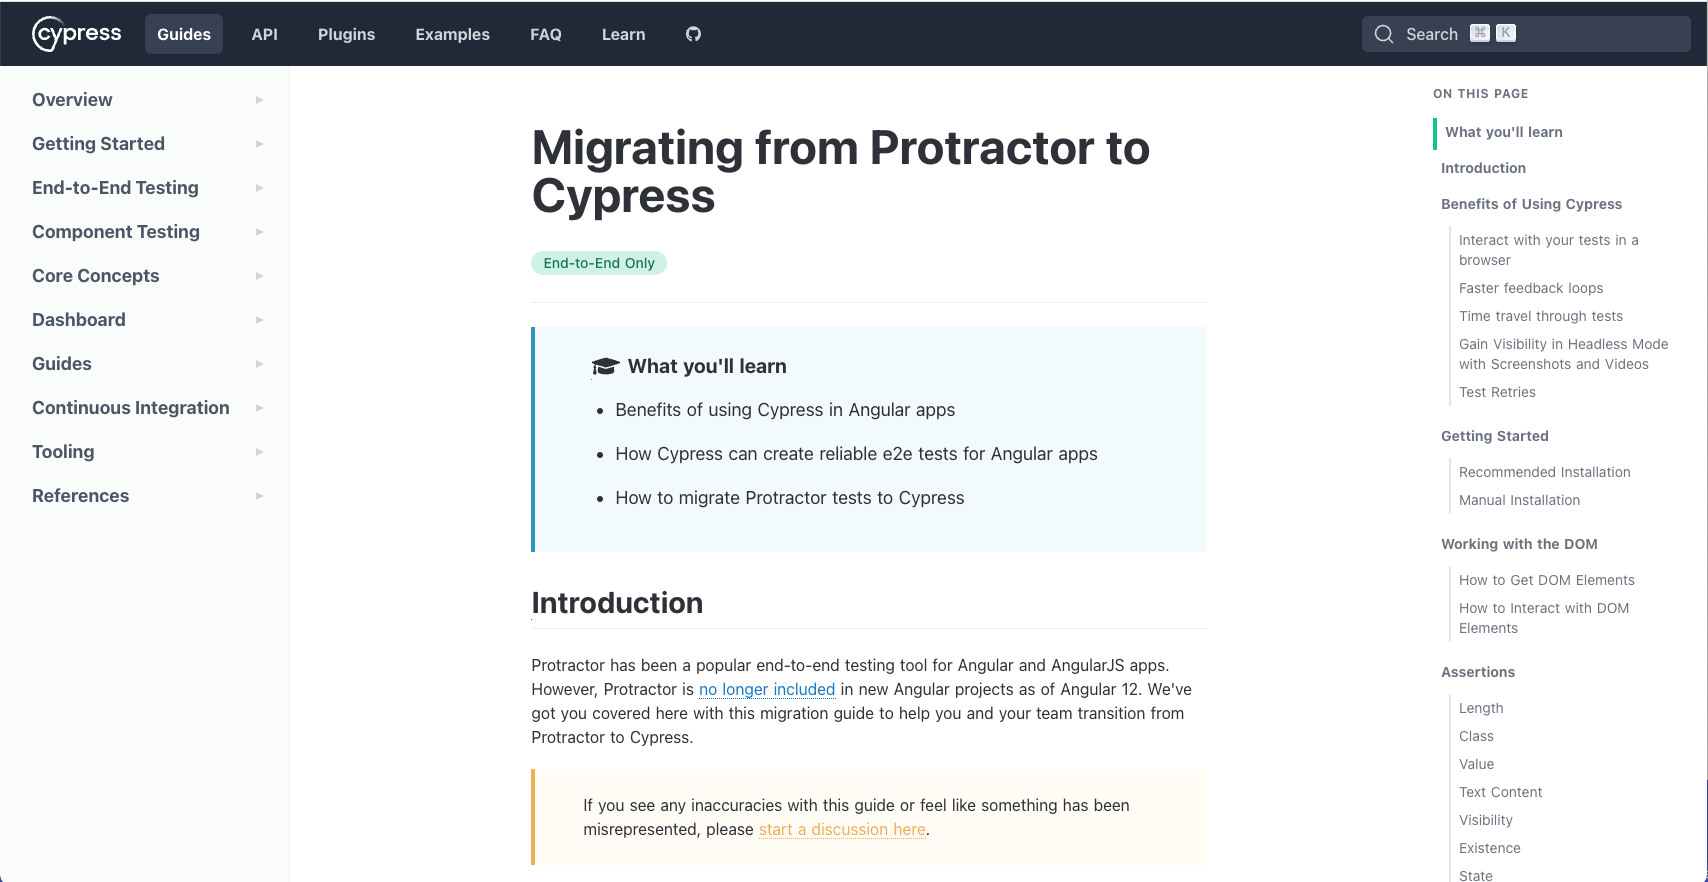 cypress
Guides
API
Plugins
Examples
FAQ
Learn
Search ⌘ K
Overview
Getting Started
End-to-End Testing
Component Testing
Core Concepts
Dashboard
Guides
Continuous Integration
Tooling
References
Migrating from Protractor to
Cypress
End-to-End Only
What you'll learn
Benefits of using Cypress in Angular apps
How Cypress can create reliable e2e tests for Angular apps
How to migrate Protractor tests to Cypress
Introduction
Protractor has been a popular end-to-end testing tool for Angular and AngularJS apps.
However, Protractor is no longer included in new Angular projects as of Angular 12. We've
got you covered here with this migration guide to help you and your team transition from
Protractor to Cypress.
If you see any inaccuracies with this guide or feel like something has been
misrepresented, please start a discussion here.
ON THIS PAGE
What you'll learn
Introduction
Benefits of Using Cypress
Interact with your tests in a
browser
Faster feedback loops
Time travel through tests
Gain Visibility in Headless Mode
with Screenshots and Videos
Test Retries
Getting Started
Recommended Installation
Manual Installation
Working with the DOM
How to Get DOM Elements
How to Interact with DOM
Elements
Assertions
Length
Class
Value
Text Content
Visibility
Existence
State